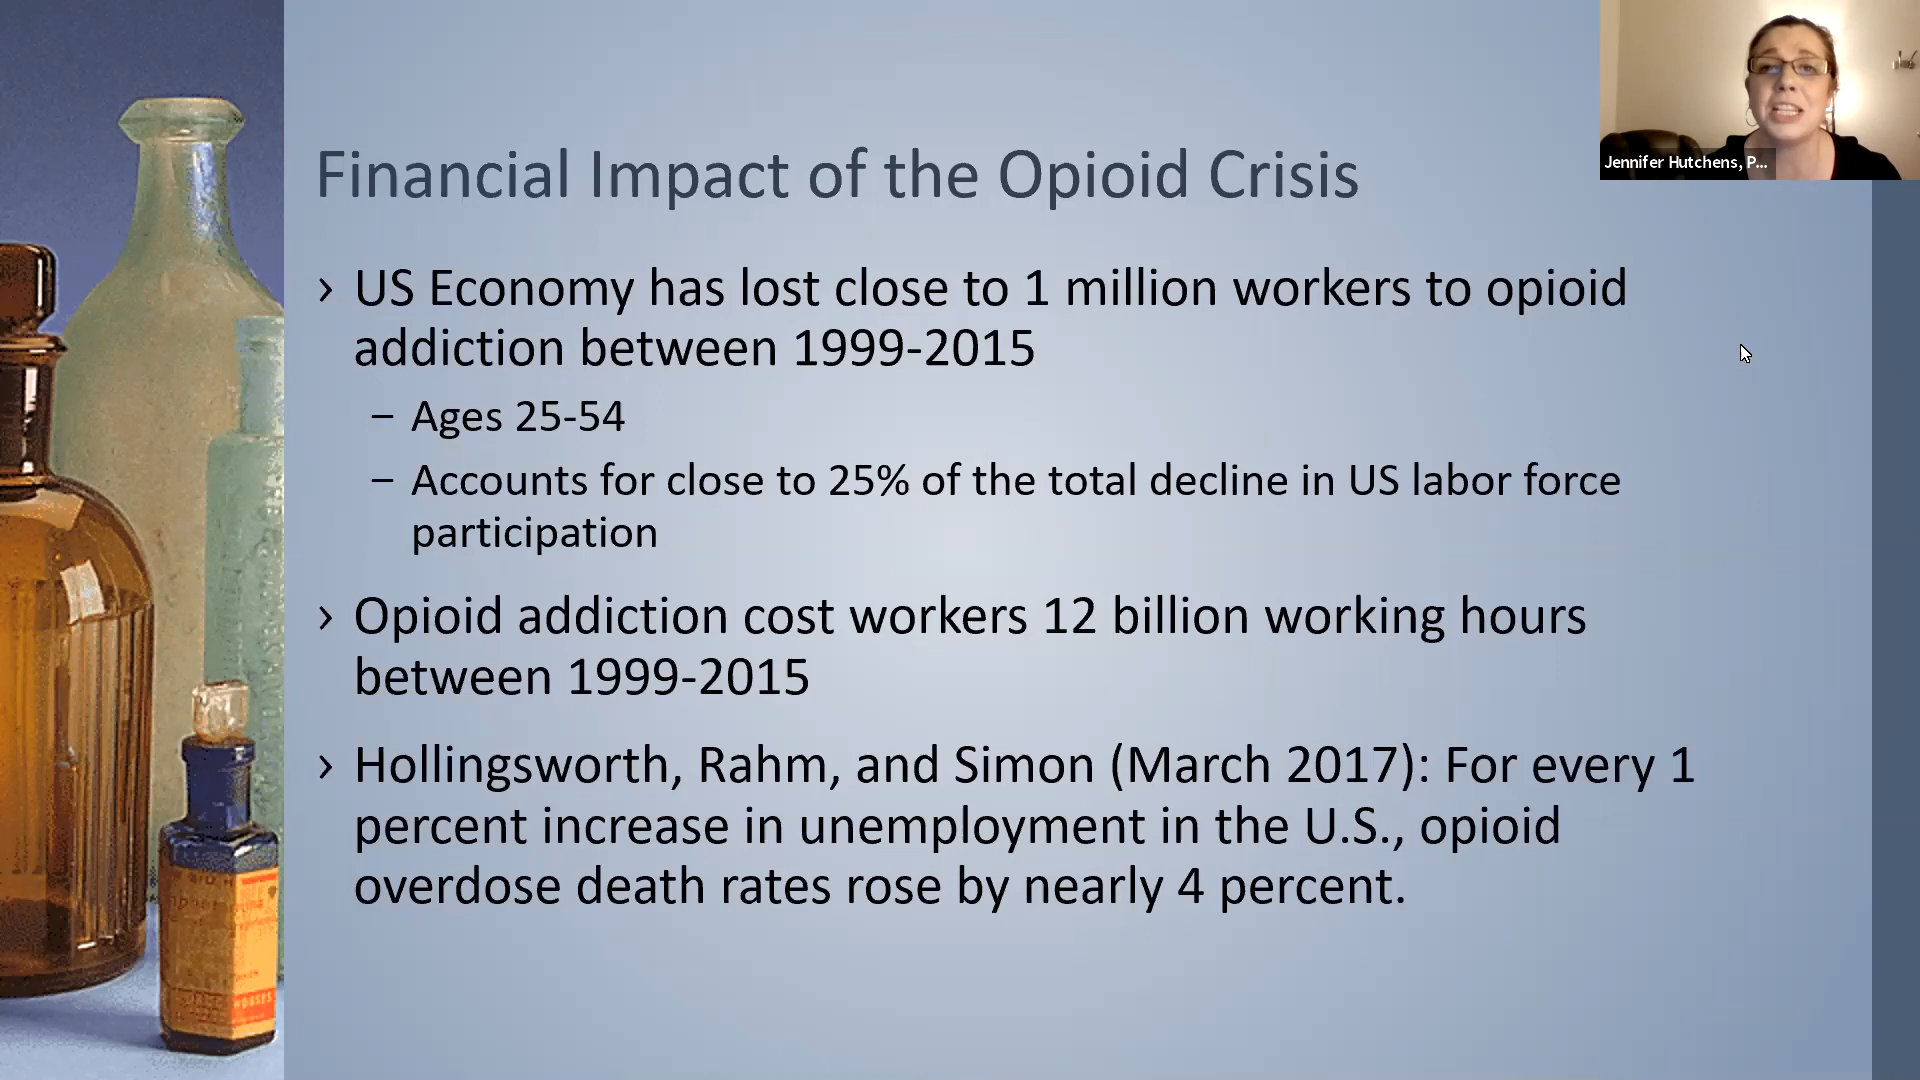 Jennifer Hutchens, P...
Financial Impact of the Opioid Crisis
› US Economy has lost close to 1 million workers to opioid
addiction between 1999-2015
– Ages 25-54
– Accounts for close to 25% of the total decline in US labor force
participation
› Opioid addiction cost workers 12 billion working hours
between 1999-2015
› Hollingsworth, Rahm, and Simon (March 2017): For every 1
percent increase in unemployment in the U.S., opioid
overdose death rates rose by nearly 4 percent.
HORSES